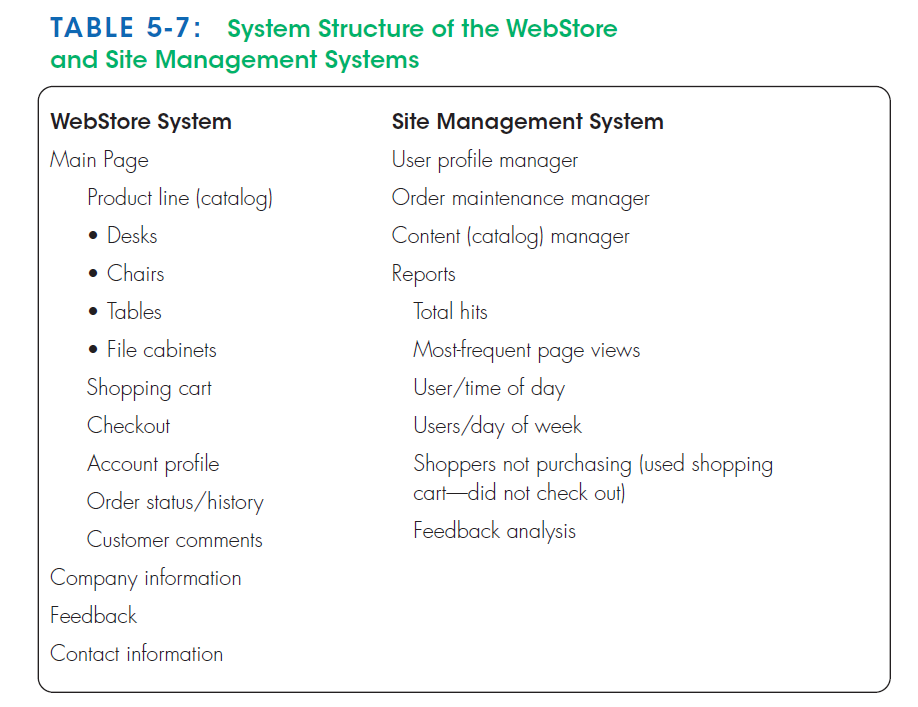 TABLE 5-7: System Structure of the WebStore
and Site Management Systems
WebStore System
Main Page
Product line (catalog)
• Desks
• Chairs
• Tables
• File cabinets
Shopping cart
Checkout
Account profile
Order status/history
Customer comments
Company information
Feedback
Contact information
Site Management System
User profile manager
Order maintenance manager
Content (catalog) manager
Reports
Total hits
Most-frequent page views
User/time of day
Users/day of week
Shoppers not purchasing (used shopping
cart—did not check out)
Feedback analysis